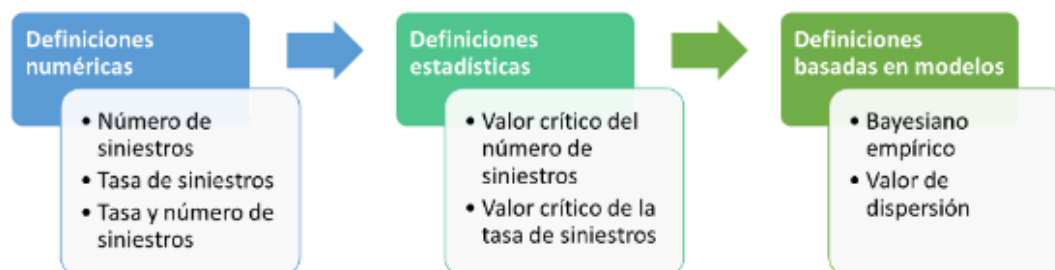 Definiciones
numéricas
• Número de
siniestros
• Tasa de siniestros
• Tasa y número de
siniestros
Definiciones
estadísticas
• Valor crítico del
número de
siniestros
• Valor crítico de la
tasa de siniestros
Definiciones
basadas en modelos
• Bayesiano
empírico
• Valor de
dispersión